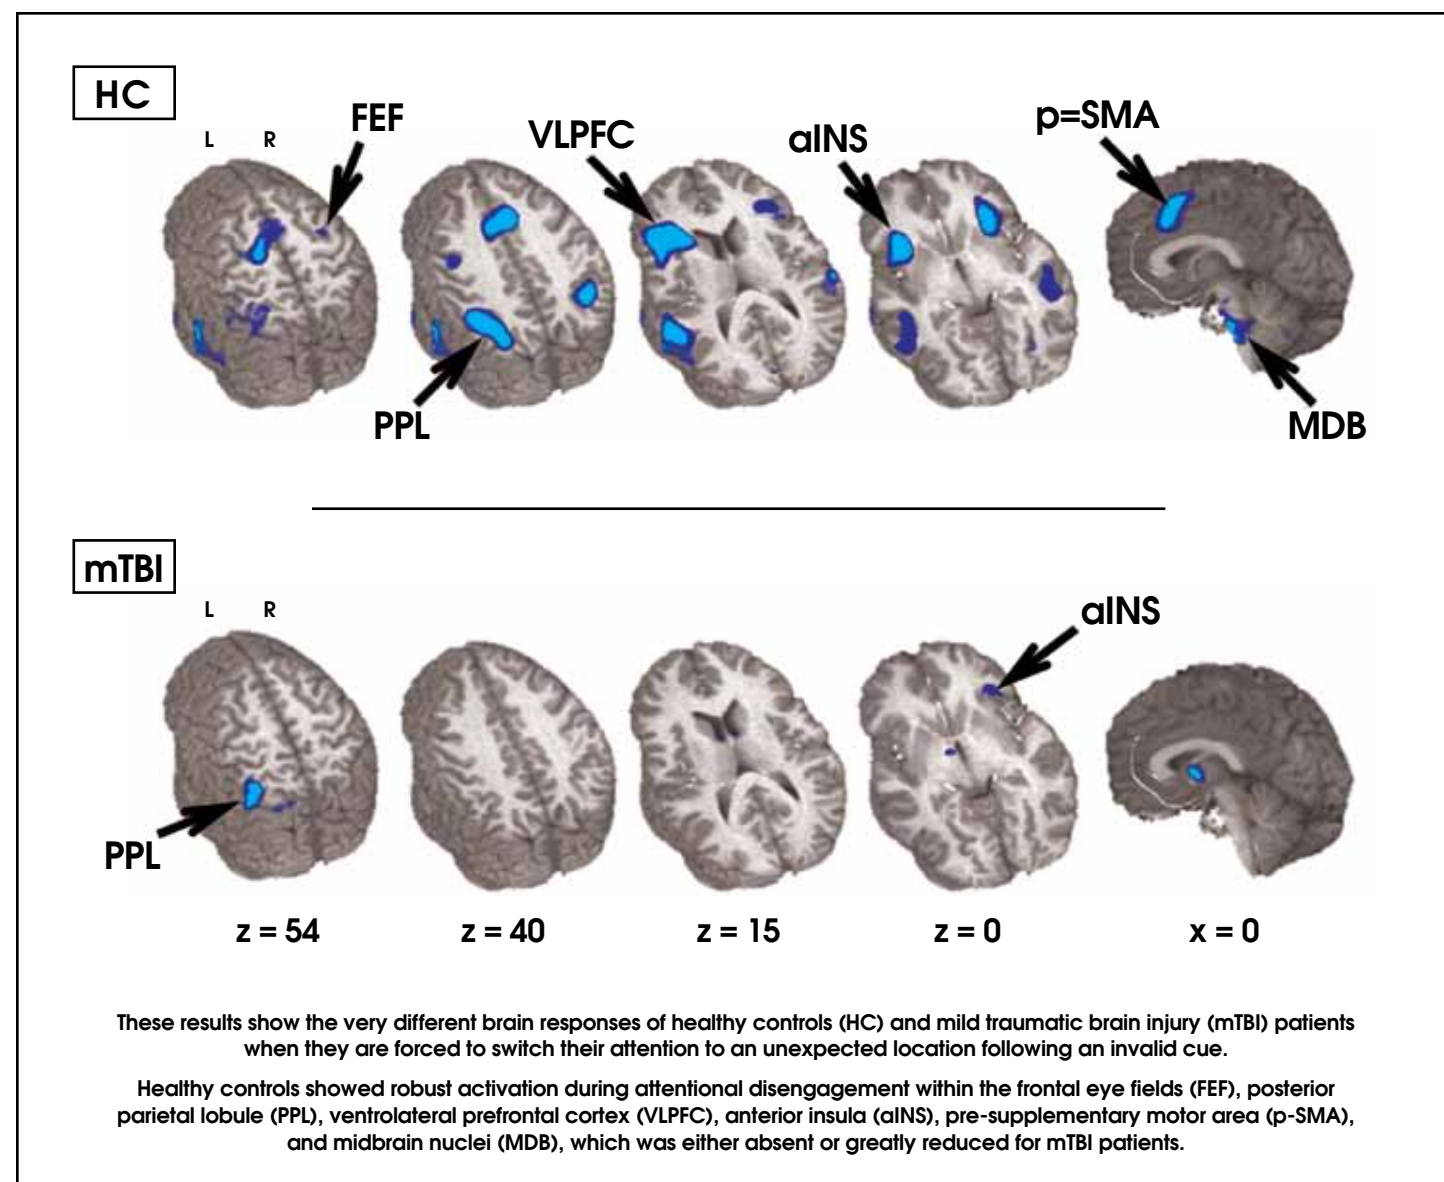 HC
L R
FEF
VLPFC
aINS
p=SMA
PPL
MDB
mTBI
L R
aINS
PPL
z = 54 z = 40 z = 15 z = 0 x = 0
These results show the very different brain responses of healthy controls (HC) and mild traumatic brain injury (mTBI) patients
when they are forced to switch their attention to an unexpected location following an invalid cue.
Healthy controls showed robust activation during attentional disengagement within the frontal eye fields (FEF), posterior
parietal lobule (PPL), ventrolateral prefrontal cortex (VLPFC), anterior insula (aINS), pre-supplementary motor area (p-SMA),
and midbrain nuclei (MDB), which was either absent or greatly reduced for mTBI patients.